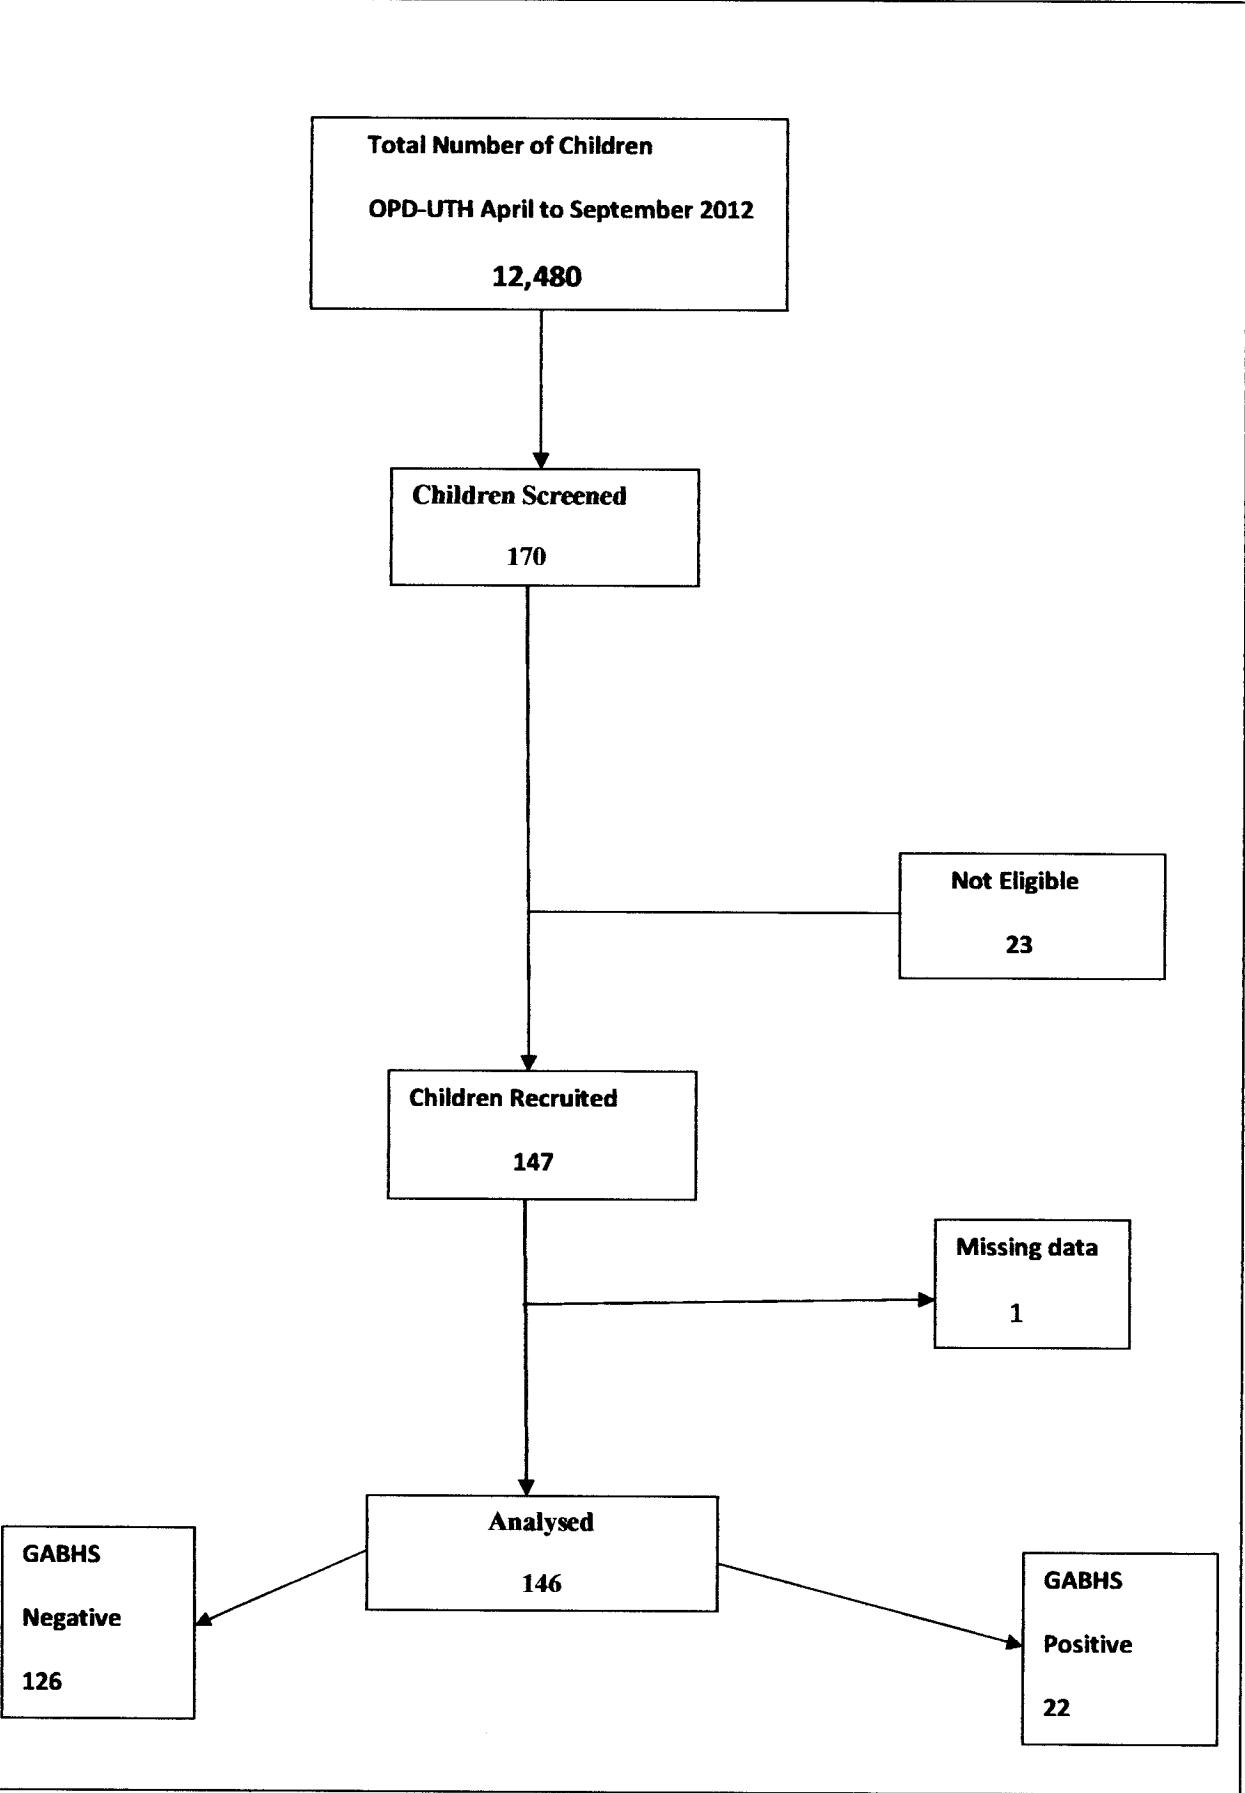 Total Number of Children
OPD-UTH April to September 2012
12,480
Children Screened
170
Not Eligible
23
Children Recruited
147
Missing data
1
Analysed
146
GABHS
Negative
126
GABHS
Positive
22